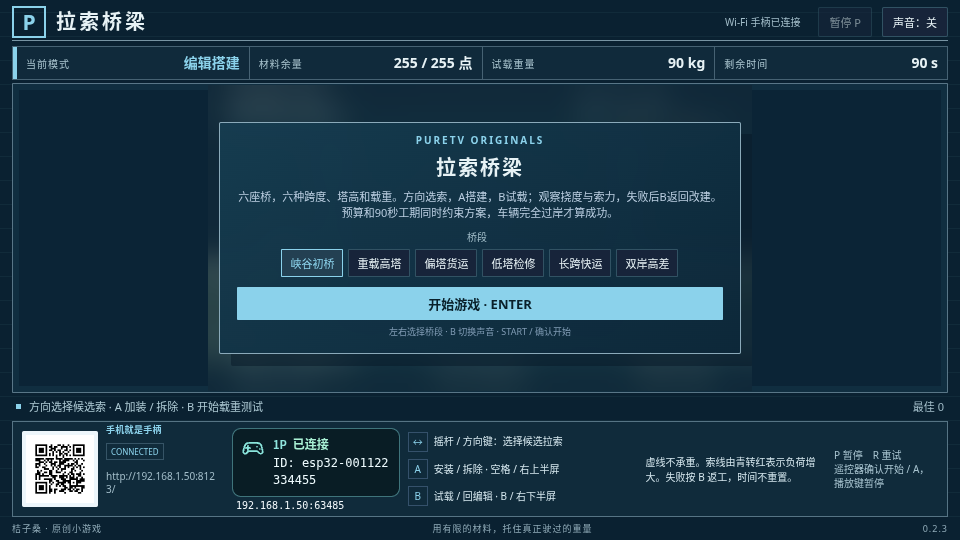 P 拉索桥梁 Wi-Fi 手柄已连接 暂停 P 声音：关
当前模式 编辑搭建 材料余量 255 / 255 点 试载重量 90 kg 剩余时间 90 s
PURETV ORIGINALS
拉索桥梁
六座桥，六种跨度、塔高和载重。方向选索，A搭建，B试载；观察挠度与索力，失败后B返回改建。
预算和90秒工期同时约束方案，车辆完全过岸才算成功。
桥段
峡谷初桥 重载高塔 偏塔货运 低塔检修 长跨快运 双岸高差
开始游戏 · ENTER
左右选择桥段 · B 切换声音 · START / 确认开始
方向选择候选索 · A 加装 / 拆除 · B 开始载重测试 最佳 0
手机就是手柄
CONNECTED
http://192.168.1.50:812
3/
1P 已连接
ID: esp32-001122
334455
192.168.1.50:63485
↔ 摇杆 / 方向键：选择候选拉索
A 安装 / 拆除 · 空格 / 右上半屏
B 试载 / 回编辑 · B / 右下半屏
虚线不承重。索线由青转红表示负荷增
大。失败按 B 返工，时间不重置。
P 暂停 R 重试
遥控器确认开始 / A，
播放键暂停
桔子桑 · 原创小游戏 用有限的材料，托住真正驶过的重量 0.2.3